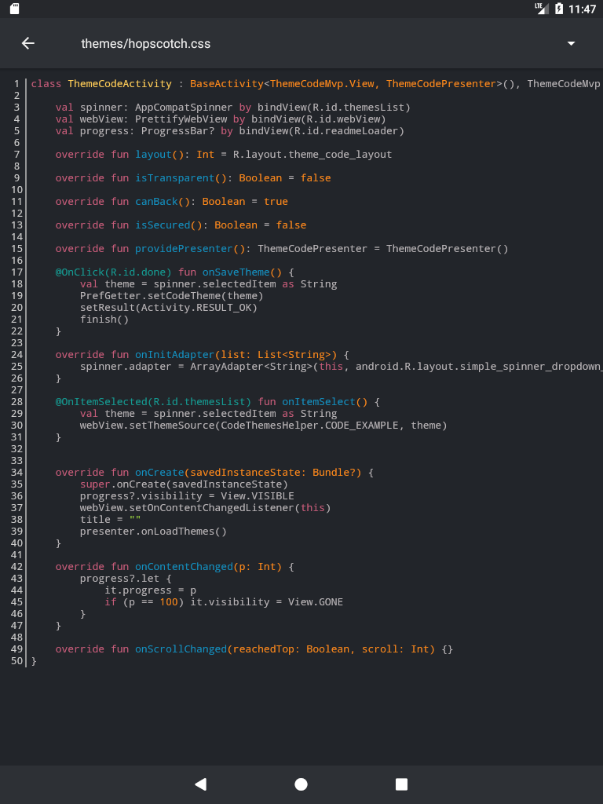 LTE 11:47
themes/hopscotch.css
1 class ThemeCodeActivity : BaseActivity<ThemeCodeMvp.View, ThemeCodePresenter>(), ThemeCodeMvp
2
3     val spinner: AppCompatSpinner by bindView(R.id.themesList)
4     val webView: PrettifyWebView by bindView(R.id.webView)
5     val progress: ProgressBar? by bindView(R.id.readmeLoader)
6
7     override fun layout(): Int = R.layout.theme_code_layout
8
9     override fun isTransparent(): Boolean = false
10
11     override fun canBack(): Boolean = true
12
13     override fun isSecured(): Boolean = false
14
15     override fun providePresenter(): ThemeCodePresenter = ThemeCodePresenter()
16
17     @OnClick(R.id.done) fun onSaveTheme() {
18         val theme = spinner.selectedItem as String
19         PrefGetter.setCodeTheme(theme)
20         setResult(Activity.RESULT_OK)
21         finish()
22     }
23
24     override fun onInitAdapter(list: List<String>) {
25         spinner.adapter = ArrayAdapter<String>(this, android.R.layout.simple_spinner_dropdown_
26     }
27
28     @OnItemSelected(R.id.themesList) fun onItemSelect() {
29         val theme = spinner.selectedItem as String
30         webView.setThemeSource(CodeThemesHelper.CODE_EXAMPLE, theme)
31     }
32
33
34     override fun onCreate(savedInstanceState: Bundle?) {
35         super.onCreate(savedInstanceState)
36         progress?.visibility = View.VISIBLE
37         webView.setOnContentChangedListener(this)
38         title = ""
39         presenter.onLoadThemes()
40     }
41
42     override fun onContentChanged(p: Int) {
43         progress?.let {
44             it.progress = p
45             if (p == 100) it.visibility = View.GONE
46         }
47     }
48
49     override fun onScrollChanged(reachedTop: Boolean, scroll: Int) {}
50 }